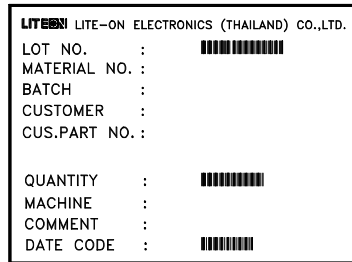 LITEON LITE-ON ELECTRONICS (THAILAND) CO.,LTD.
LOT NO. :
MATERIAL NO. :
BATCH :
CUSTOMER :
CUS.PART NO. :
QUANTITY :
MACHINE :
COMMENT :
DATE CODE :